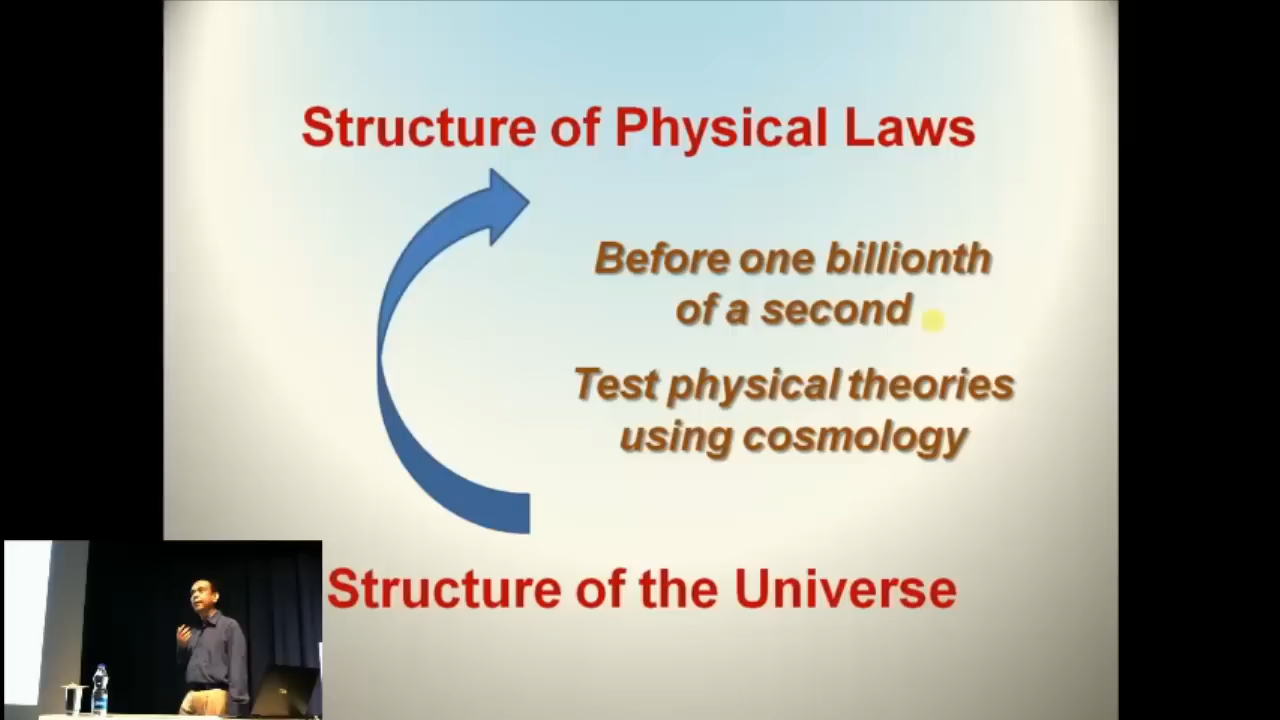 Structure of Physical Laws
Before one billionth
of a second
Test physical theories
using cosmology
Structure of the Universe